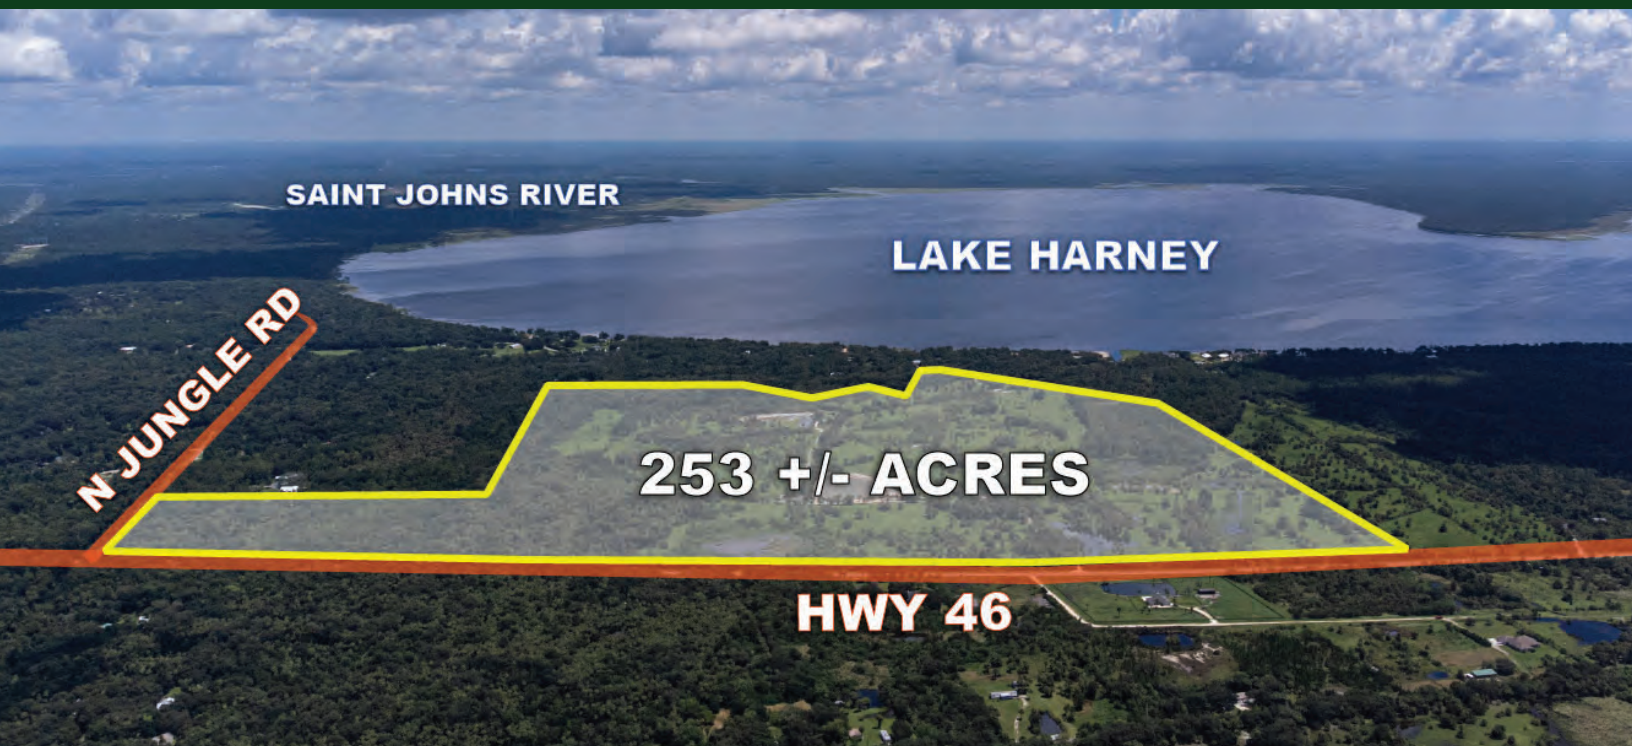 SAINT JOHNS RIVER
LAKE HARNEY
N JUNGLE RD
253 +/- ACRES
HWY 46